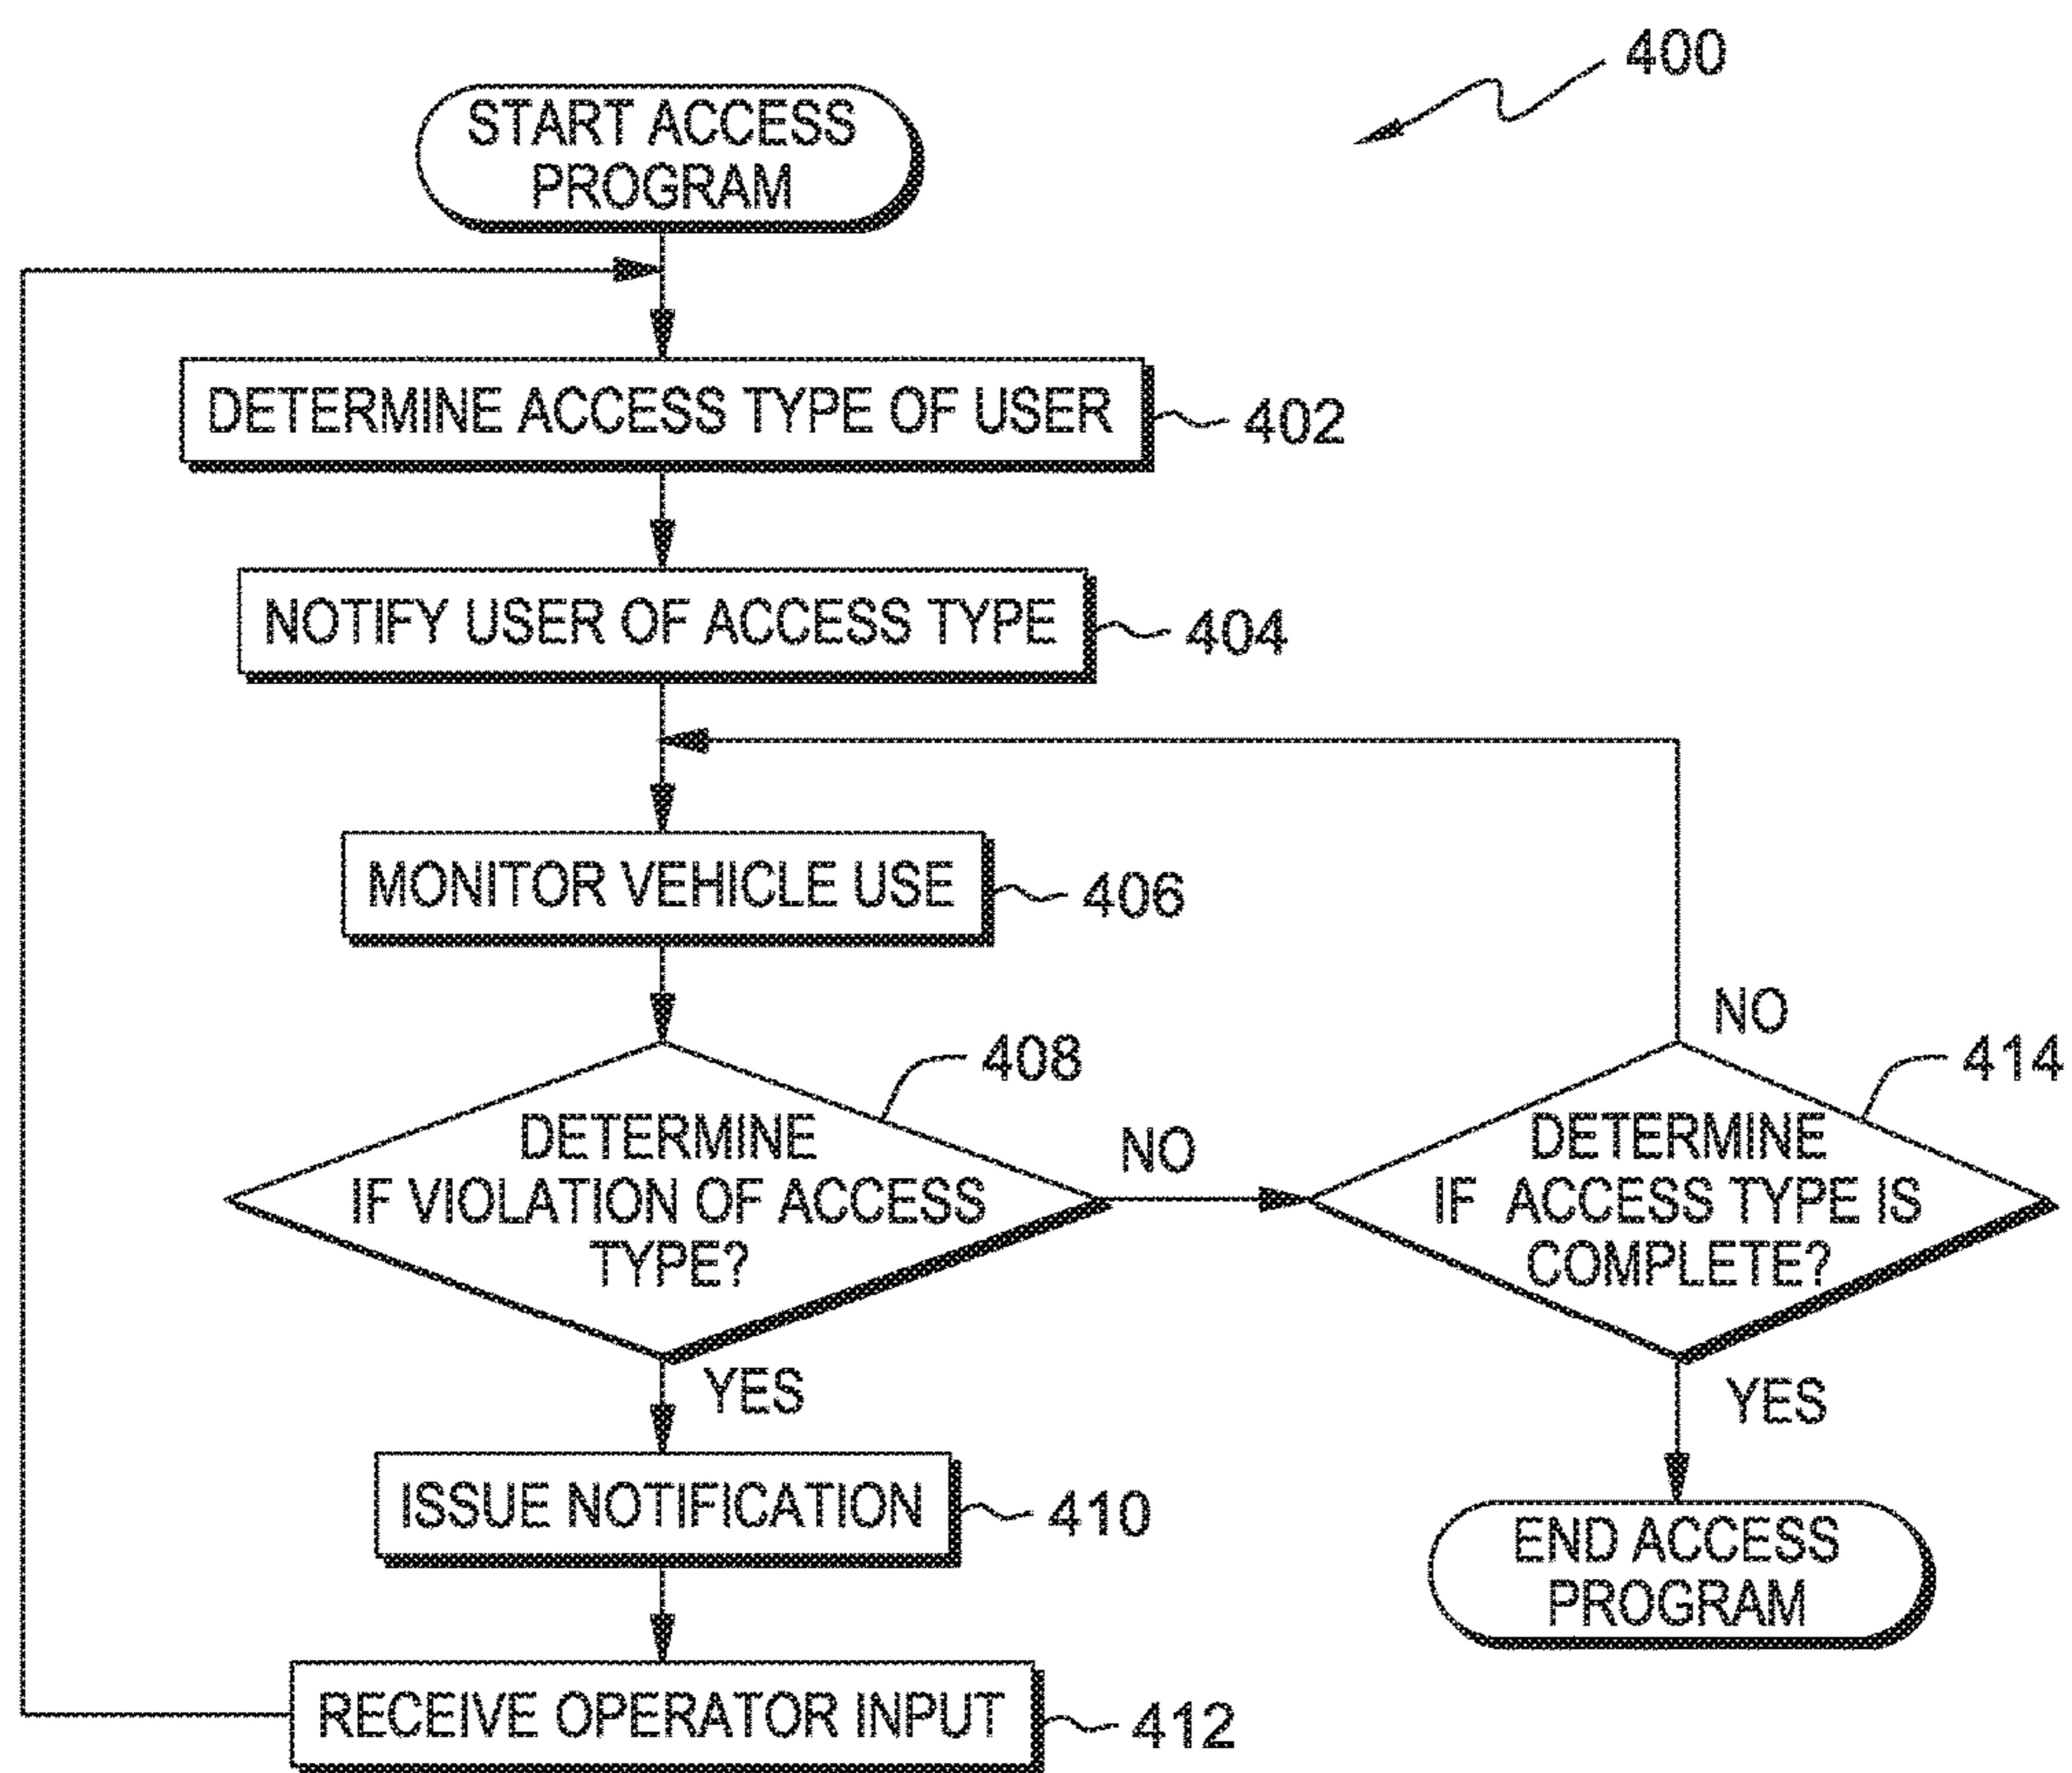 400
START ACCESS
PROGRAM
DETERMINE ACCESS TYPE OF USER
402
NOTIFY USER OF ACCESS TYPE
404
MONITOR VEHICLE USE
406
408
DETERMINE
IF VIOLATION OF ACCESS
TYPE?
NO
NO
414
DETERMINE
IF ACCESS TYPE IS
COMPLETE?
YES
YES
ISSUE NOTIFICATION
410
END ACCESS
PROGRAM
RECEIVE OPERATOR INPUT
412